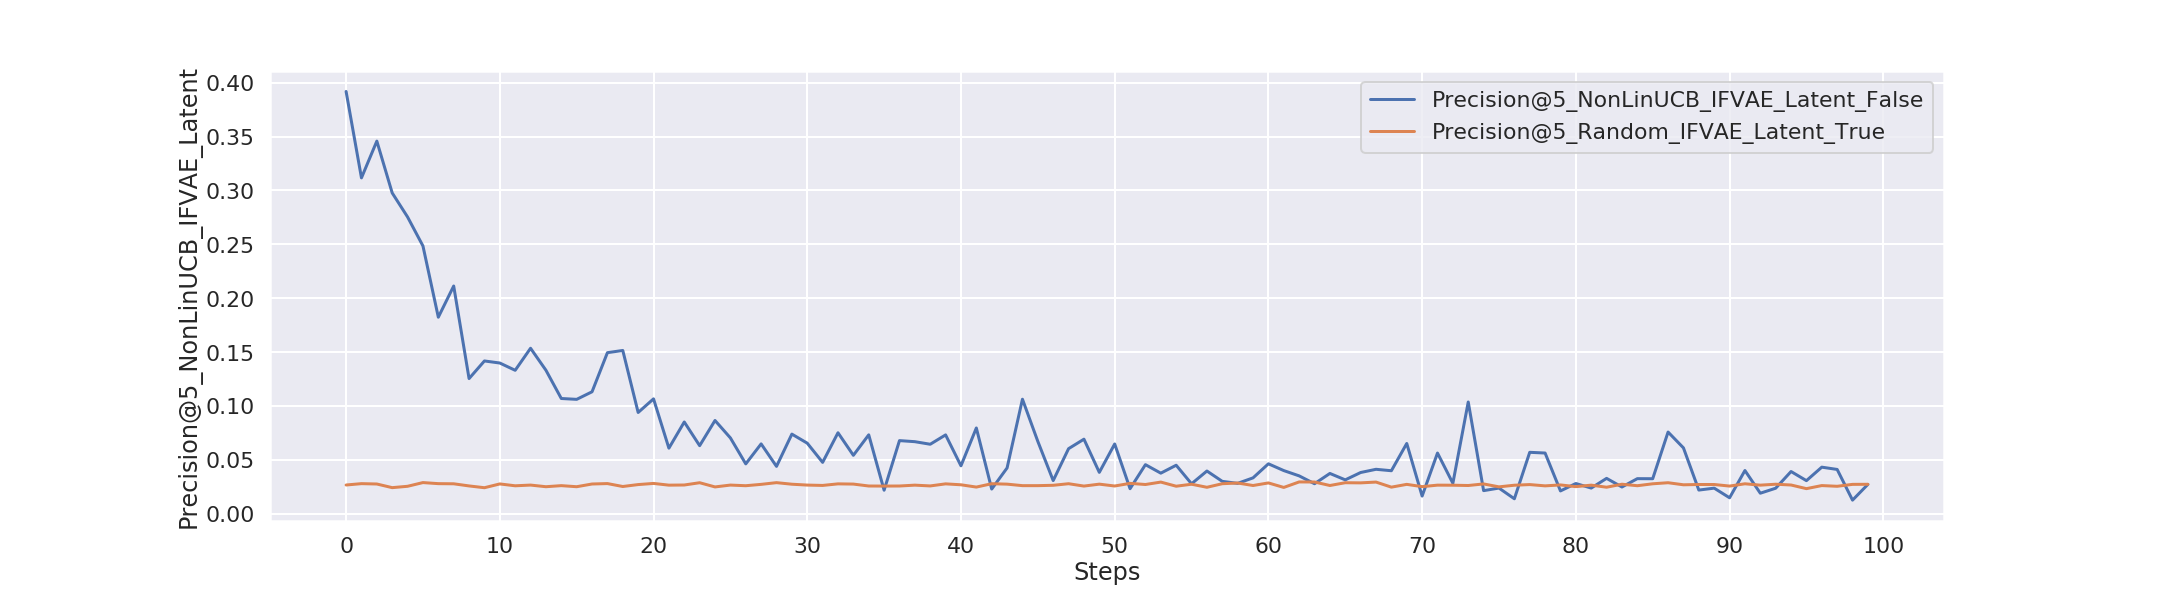 Precision@5_NonLinUCB_IFVAE_Latent
0.40
0.35
0.30
0.25
0.20
0.15
0.10
0.05
0.00
Precision@5_NonLinUCB_IFVAE_Latent_False
Precision@5_Random_IFVAE_Latent_True
0 10 20 30 40 50 60 70 80 90 100
Steps